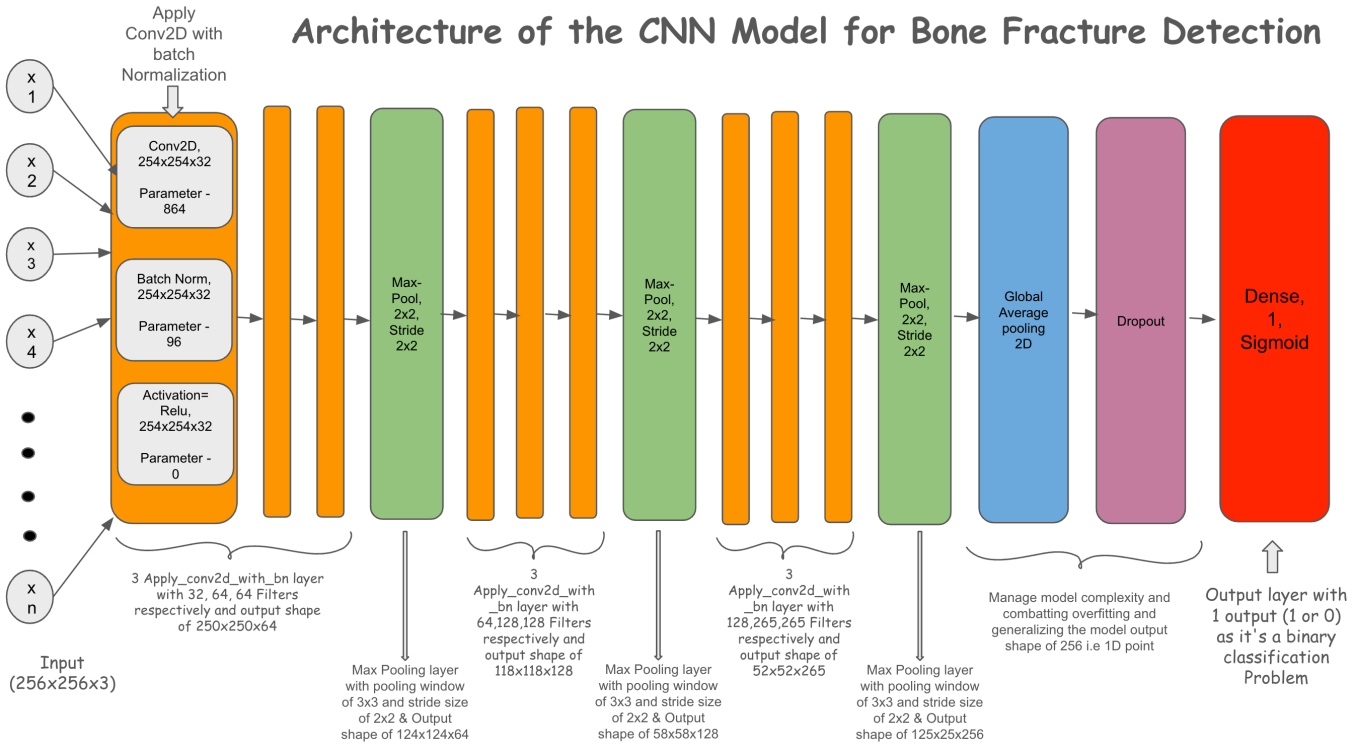 Architecture of the CNN Model for Bone Fracture Detection
Apply
Conv2D with
batch
Normalization
x
1
x
2
x
3
x
4
x
n
Input
(256x256x3)
Conv2D,
254x254x32
Parameter -
864
Batch Norm,
254x254x32
Parameter -
96
Activation=
Relu,
254x254x32
Parameter -
0
Max-
Pool,
2x2,
Stride
2x2
Max-
Pool,
2x2,
Stride
2x2
Max-
Pool,
2x2,
Stride
2x2
Global
Average
pooling
2D
Dropout
Dense,
1,
Sigmoid
3 Apply_conv2d_with_bn layer
with 32, 64, 64 Filters
respectively and output shape
of 250x250x64
Max Pooling layer
with pooling window
of 3x3 and stride size
of 2x2 & Output
shape of 124x124x64
3
Apply_conv2d_with
_bn layer with
64,128,128 Filters
respectively and
output shape of
118x118x128
Max Pooling layer
with pooling window
of 3x3 and stride size
of 2x2 & Output
shape of 58x58x128
3
Apply_conv2d_with
_bn layer with
128,265,265 Filters
respectively and
output shape of
52x52x265
Max Pooling layer
with pooling window
of 3x3 and stride size
of 2x2 & Output
shape of 125x25x256
Manage model complexity and
combatting overfitting and
generalizing the model output
shape of 256 i.e 1D point
Output layer with
1 output (1 or 0)
as it's a binary
classification
Problem